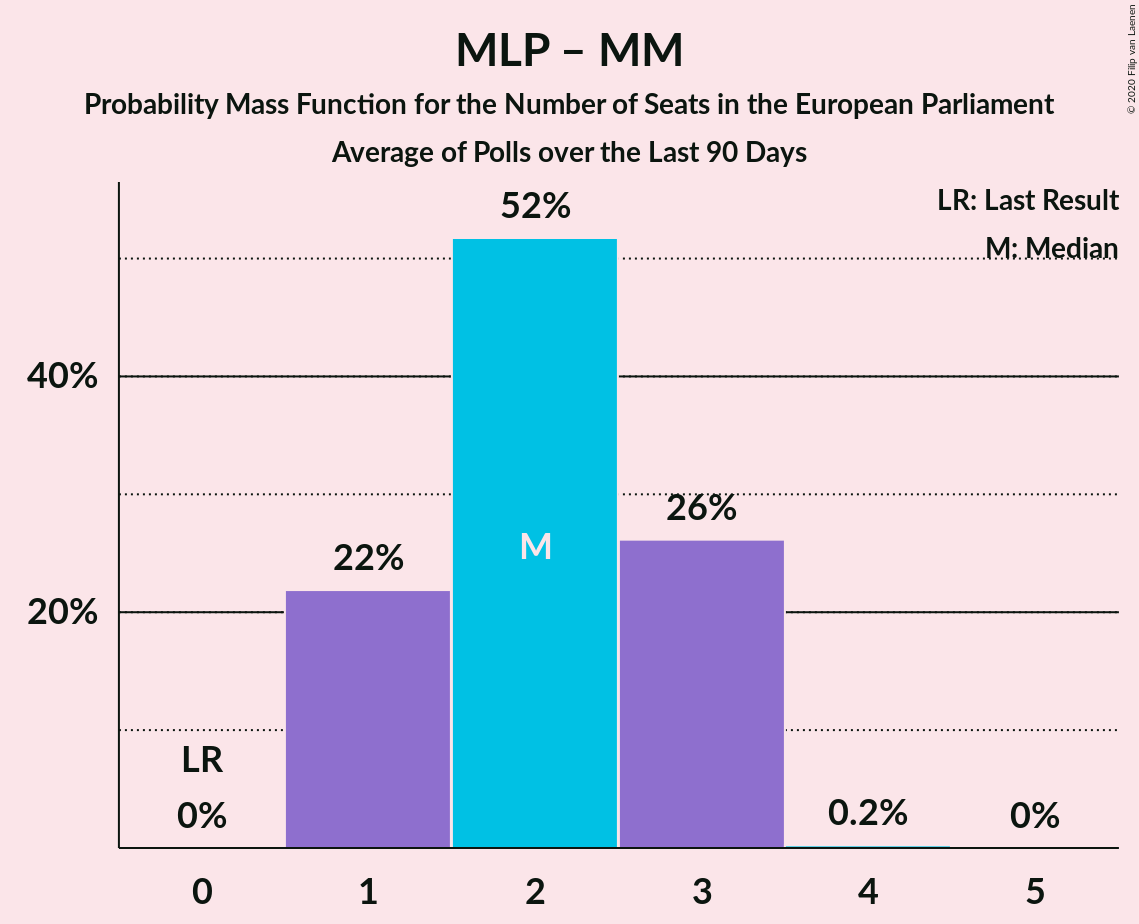 MLP – MM
Probability Mass Function for the Number of Seats in the European Parliament
Average of Polls over the Last 90 Days
© 2020 Filip van Laenen
LR: Last Result
M: Median
52%
40%
26%
M
22%
20%
LR
0%
0.2%
0%
0 1 2 3 4 5